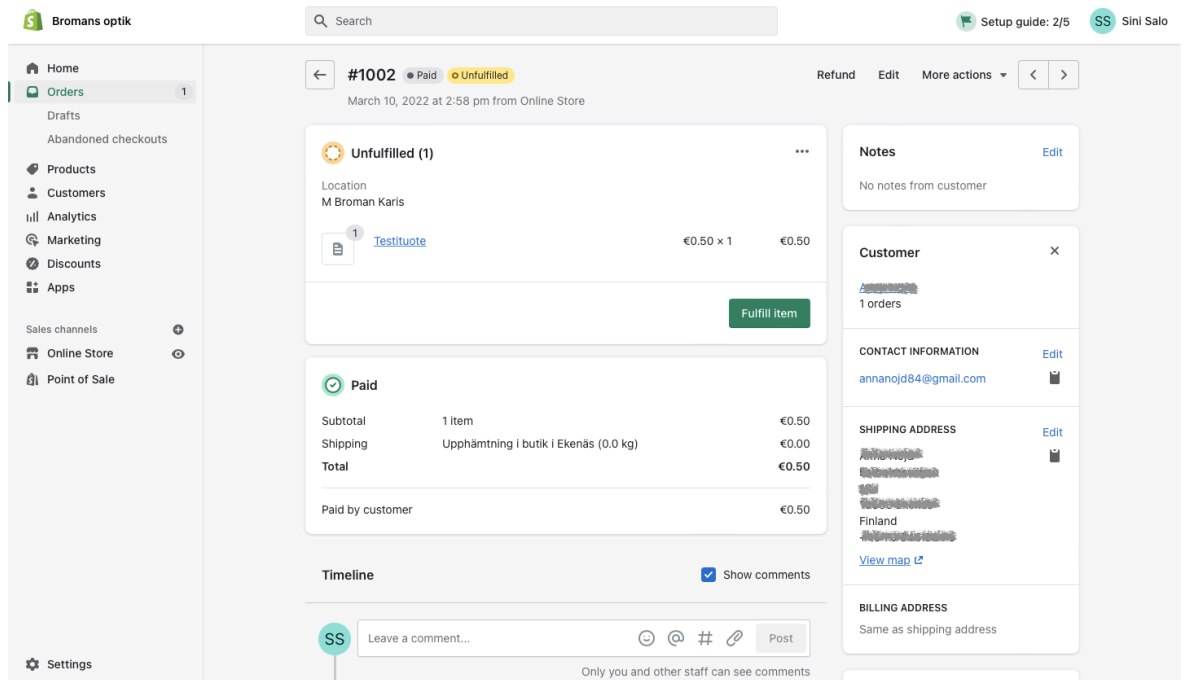 Bromans optik
Search
Setup guide: 2/5
SS
Sini Salo
Home
Orders
1
Drafts
Abandoned checkouts
Products
Customers
Analytics
Marketing
Discounts
Apps
Sales channels
Online Store
Point of Sale
Settings
#1002
Paid
Unfulfilled
Refund
Edit
More actions
March 10, 2022 at 2:58 pm from Online Store
Unfulfilled (1)
Location
M Broman Karis
1
Testituote
€0.50 × 1
€0.50
Fulfill item
Paid
Subtotal 1 item €0.50
Shipping Upphämtning i butik i Ekenäs (0.0 kg) €0.00
Total €0.50
Paid by customer €0.50
Timeline
Show comments
SS
Leave a comment...
Post
Only you and other staff can see comments
Notes
Edit
No notes from customer
Customer
1 orders
CONTACT INFORMATION
Edit
annanojd84@gmail.com
SHIPPING ADDRESS
Edit
Finland
View map
BILLING ADDRESS
Same as shipping address